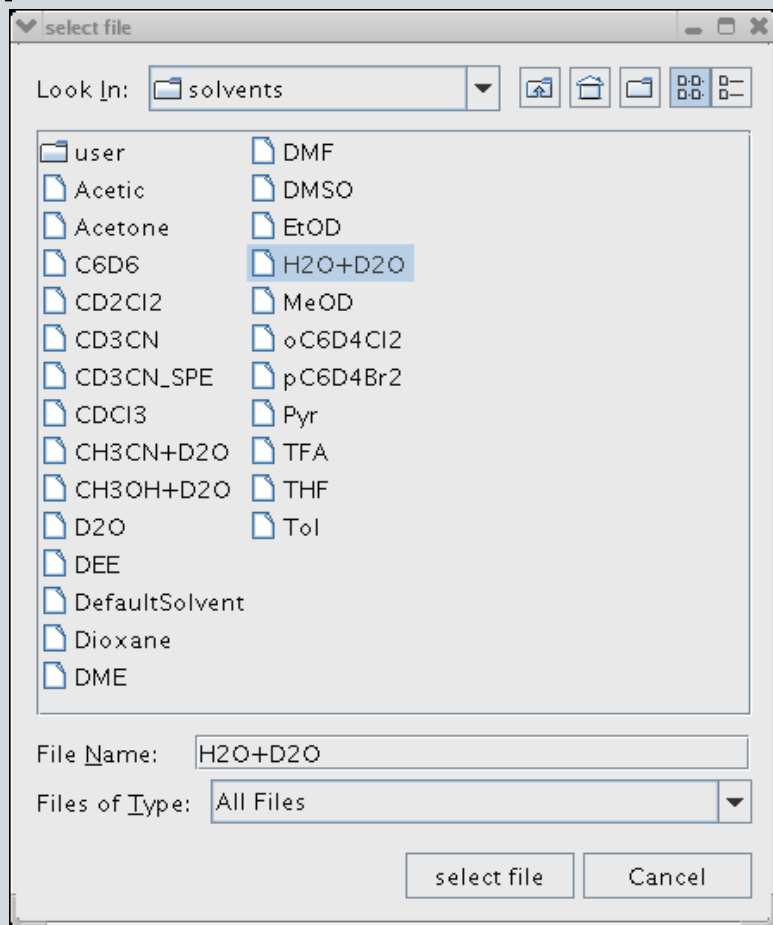 select file
Look In: solvents
user
Acetic
Acetone
C6D6
CD2Cl2
CD3CN
CD3CN_SPE
CDCl3
CH3CN+D2O
CH3OH+D2O
D2O
DEE
DefaultSolvent
Dioxane
DME
DMF
DMSO
EtOD
H2O+D2O
MeOD
oC6D4Cl2
pC6D4Br2
Pyr
TFA
THF
Tol
File Name: H2O+D2O
Files of Type: All Files
select file Cancel